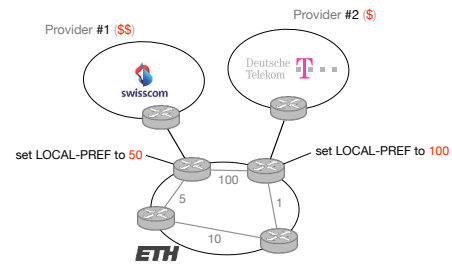 Provider #2 ($)
Provider #1 ($$)
Deutsche
Telekom T
swisscom
set LOCAL-PREF to 50
set LOCAL-PREF to 100
100
5
1
10
ETH